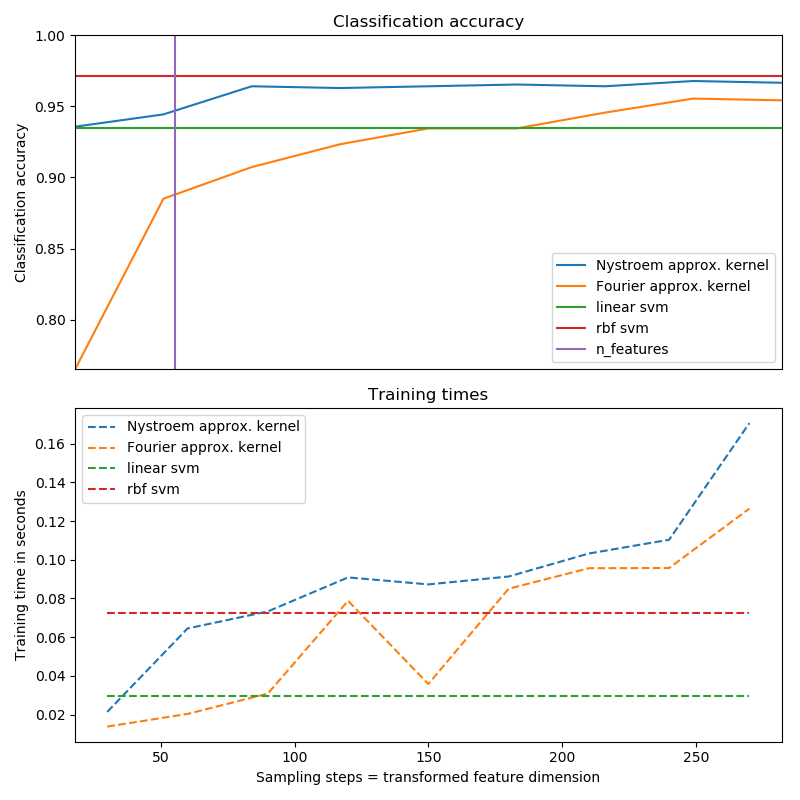 Classification accuracy
1.00
0.95
0.90
0.85
0.80
Classification accuracy
Nystroem approx. kernel
Fourier approx. kernel
linear svm
rbf svm
n_features
Training times
0.16
0.14
0.12
0.10
0.08
0.06
0.04
0.02
Training time in seconds
Nystroem approx. kernel
Fourier approx. kernel
linear svm
rbf svm
50 100 150 200 250
Sampling steps = transformed feature dimension